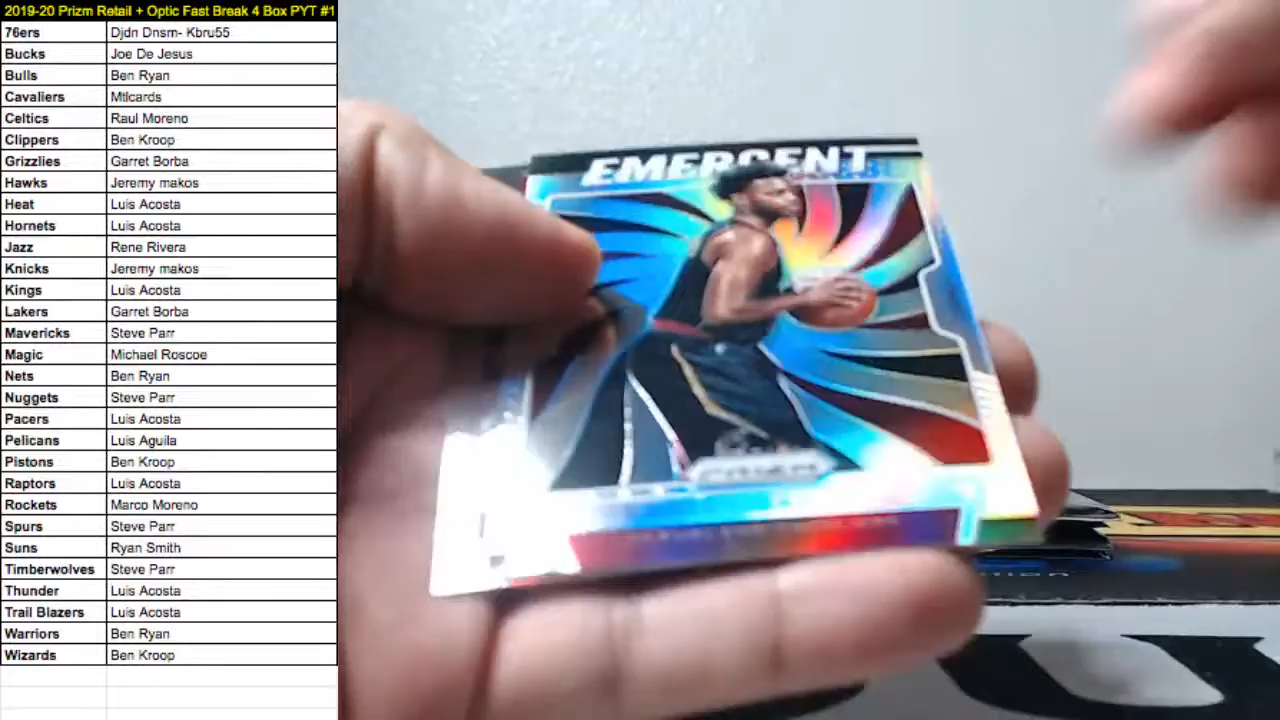 2019-20 Prizm Retail + Optic Fast Break 4 Box PYT #1
76ers Djdn Dnsm- Kbru55
Bucks Joe De Jesus
Bulls Ben Ryan
Cavaliers Mtlcards
Celtics Raul Moreno
Clippers Ben Kroop
Grizzlies Garret Borba
Hawks Jeremy makos
Heat Luis Acosta
Hornets Luis Acosta
Jazz Rene Rivera
Knicks Jeremy makos
Kings Luis Acosta
Lakers Garret Borba
Mavericks Steve Parr
Magic Michael Roscoe
Nets Ben Ryan
Nuggets Steve Parr
Pacers Luis Acosta
Pelicans Luis Aguila
Pistons Ben Kroop
Raptors Luis Acosta
Rockets Marco Moreno
Spurs Steve Parr
Suns Ryan Smith
Timberwolves Steve Parr
Thunder Luis Acosta
Trail Blazers Luis Acosta
Warriors Ben Ryan
Wizards Ben Kroop
EMERGENT
PRIZM